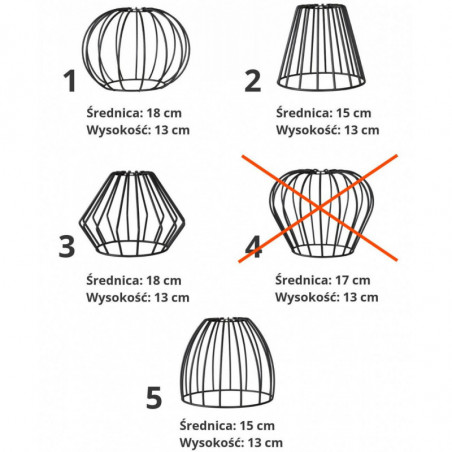 1
Średnica: 18 cm
Wysokość: 13 cm
2
Średnica: 15 cm
Wysokość: 13 cm
3
Średnica: 18 cm
Wysokość: 13 cm
4
Średnica: 17 cm
Wysokość: 13 cm
5
Średnica: 15 cm
Wysokość: 13 cm